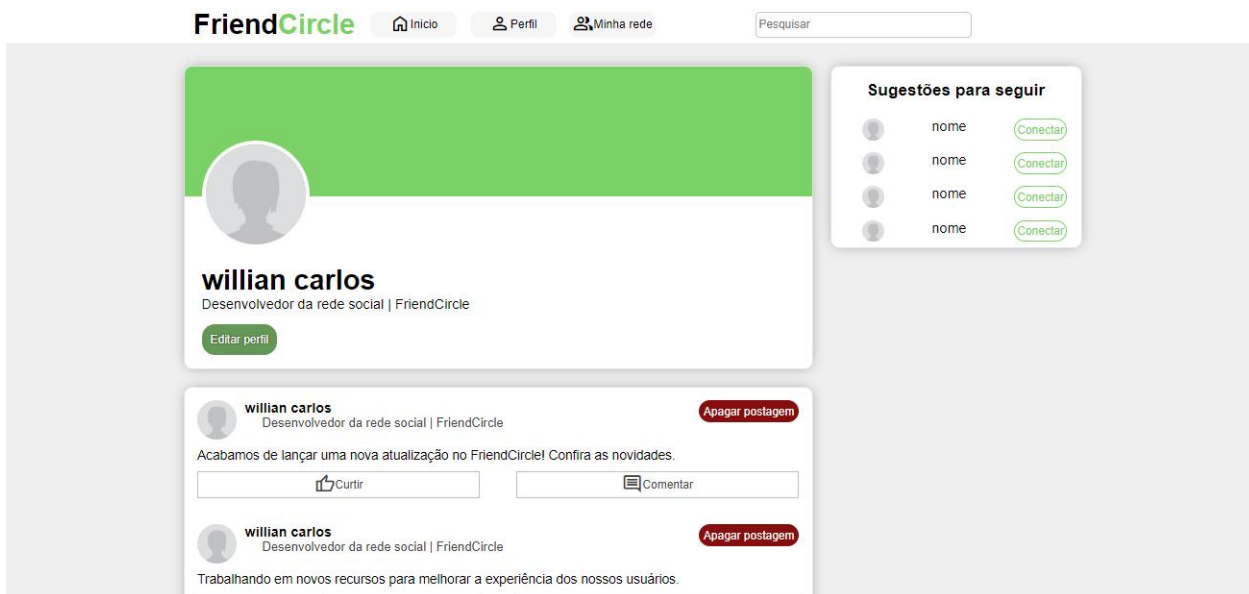 FriendCircle Inicio Perfil Minha rede Pesquisar
willian carlos
Desenvolvedor da rede social | FriendCircle
Editar perfil
willian carlos
Desenvolvedor da rede social | FriendCircle
Apagar postagem
Acabamos de lançar uma nova atualização no FriendCircle! Confira as novidades.
Curtir Comentar
willian carlos
Desenvolvedor da rede social | FriendCircle
Apagar postagem
Trabalhando em novos recursos para melhorar a experiência dos nossos usuários.
Sugestões para seguir
nome Conectar
nome Conectar
nome Conectar
nome Conectar